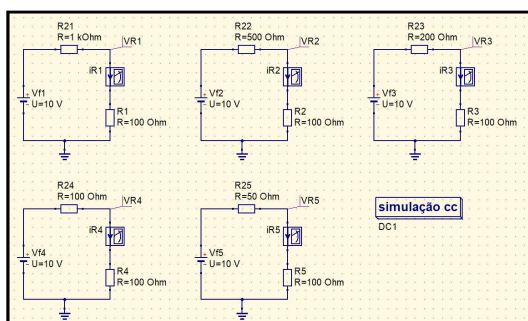 R21
R=1 kOhm
VR1
iR1
Vf1
U=10 V
R1
R=100 Ohm
R22
R=500 Ohm
VR2
iR2
Vf2
U=10 V
R2
R=100 Ohm
R23
R=200 Ohm
VR3
iR3
Vf3
U=10 V
R3
R=100 Ohm
R24
R=100 Ohm
VR4
iR4
Vf4
U=10 V
R4
R=100 Ohm
R25
R=50 Ohm
VR5
iR5
Vf5
U=10 V
R5
R=100 Ohm
simulação cc
DC1